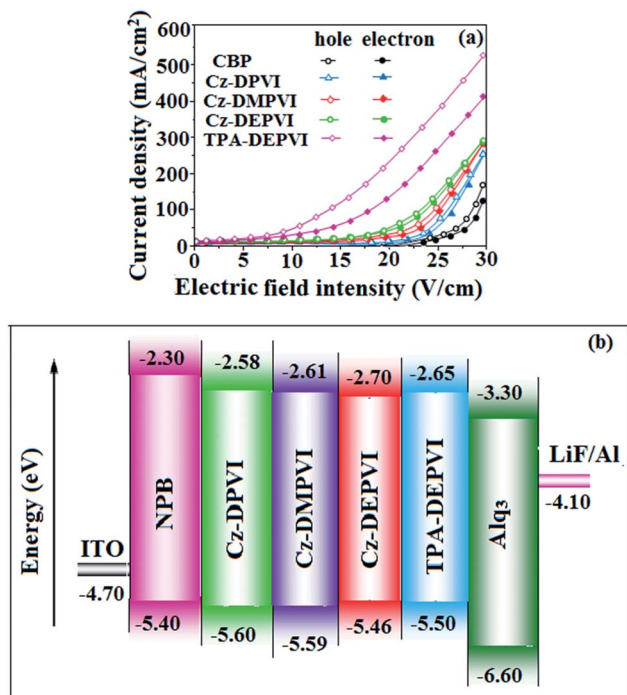 (a)
hole electron
CBP
Cz-DPVI
Cz-DMPVI
Cz-DEPVI
TPA-DEPVI
Current density (mA/cm²)
600
500
400
300
200
100
0
0 5 10 15 20 25 30
Electric field intensity (V/cm)
(b)
Energy (eV)
-2.30 -2.58 -2.61 -2.70 -2.65 -3.30
ITO
-4.70
NPB
Cz-DPVI
Cz-DMPVI
Cz-DEPVI
TPA-DEPVI
Alq₃
LiF/Al
-4.10
-5.40 -5.60 -5.59 -5.46 -5.50 -6.60